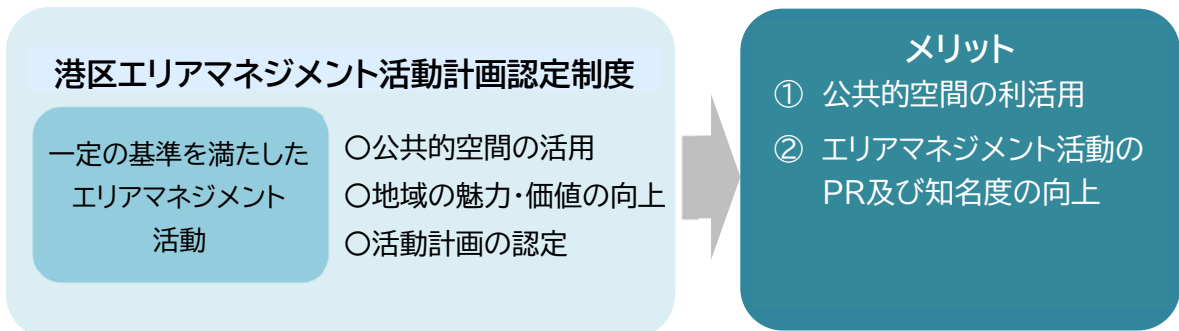 港区エリアマネジメント活動計画認定制度
一定の基準を満たした
エリアマネジメント
活動
〇公共的空間の活用
〇地域の魅力・価値の向上
〇活動計画の認定
メリット
① 公共的空間の利活用
② エリアマネジメント活動の
PR及び知名度の向上